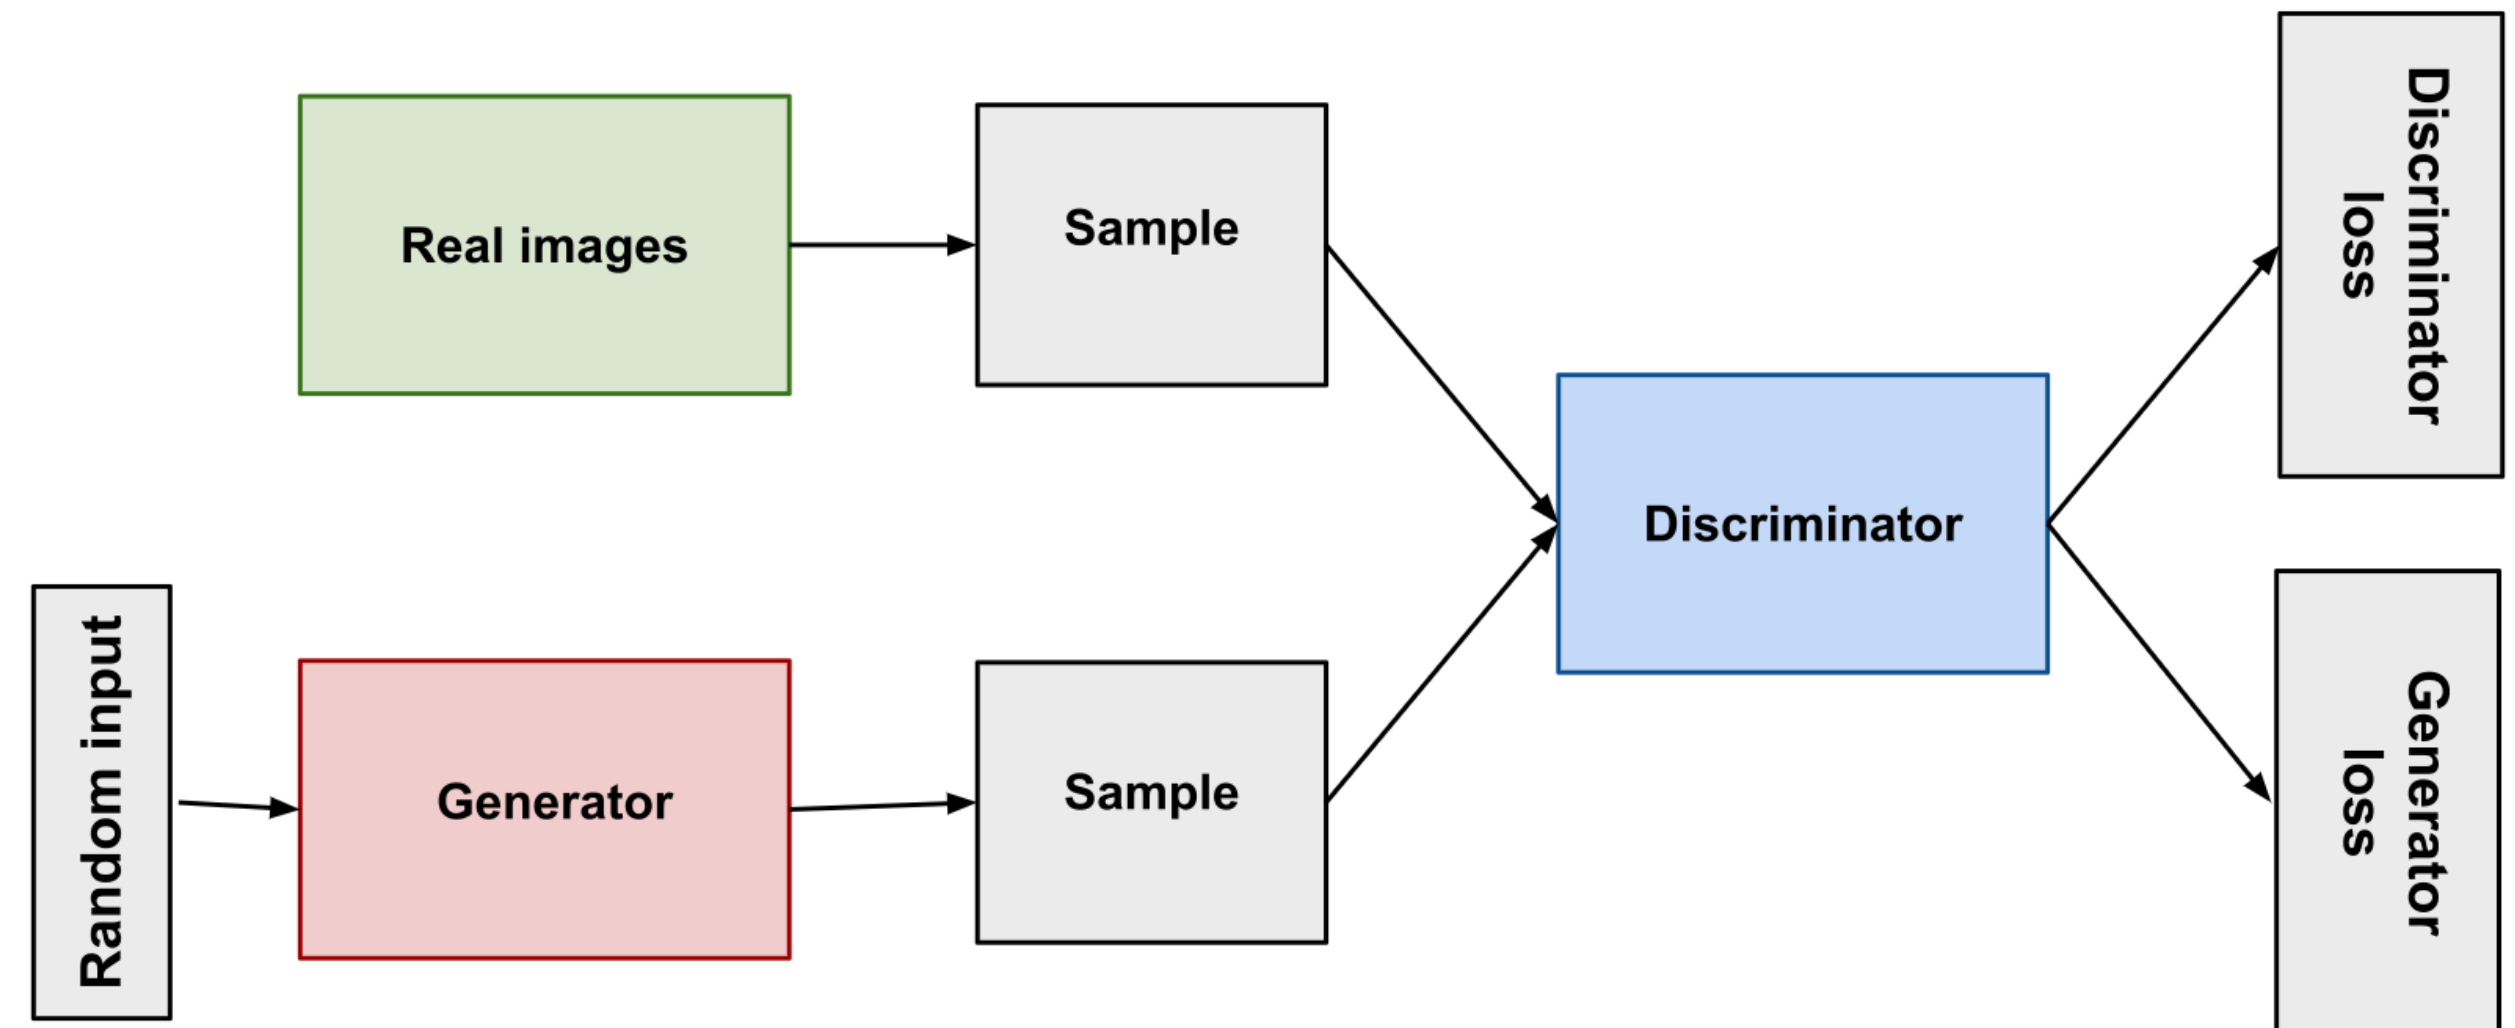 Real images
Sample
Discriminator
loss
Discriminator
Random input
Generator
Sample
Generator
loss